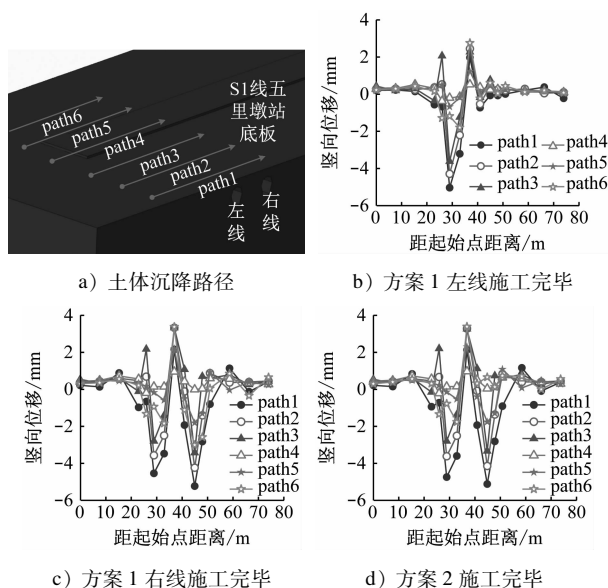 path6
path5
path4
path3
path2
path1
S1线五
里墩站
底板
左
线
右
线
a）土体沉降路径
竖向位移/mm
4
2
0
-2
-4
-6
path1
path2
path3
path4
path5
path6
0 10 20 30 40 50 60 70 80
距起始点距离/m
b）方案 1 左线施工完毕
竖向位移/mm
4
2
0
-2
-4
-6
path1
path2
path3
path4
path5
path6
0 10 20 30 40 50 60 70 80
距起始点距离/m
c）方案 1 右线施工完毕
竖向位移/mm
4
2
0
-2
-4
-6
path1
path2
path3
path4
path5
path6
0 10 20 30 40 50 60 70 80
距起始点距离/m
d）方案 2 施工完毕